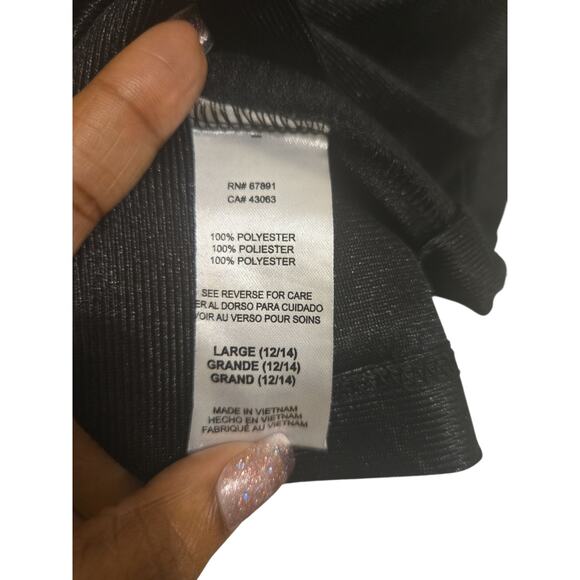 RN# 67891
CA# 43063
100% POLYESTER
100% POLIESTER
100% POLYESTER
SEE REVERSE FOR CARE
ER AL DORSO PARA CUIDADO
VOIR AU VERSO POUR SOINS
LARGE (12/14)
GRANDE (12/14)
GRAND (12/14)
MADE IN VIETNAM
HECHO EN VIETNAM
FABRIQUÉ AU VIETNAM